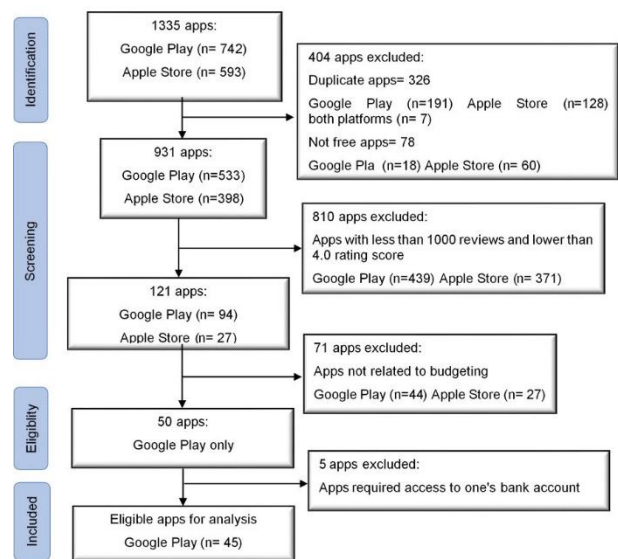 Identification
1335 apps:
Google Play (n= 742)
Apple Store (n= 593)
404 apps excluded:
Duplicate apps= 326
Google Play (n=191) Apple Store (n=128)
both platforms (n= 7)
Not free apps= 78
Google Pla (n=18) Apple Store (n= 60)
Screening
931 apps:
Google Play (n=533)
Apple Store (n=398)
810 apps excluded:
Apps with less than 1000 reviews and lower than
4.0 rating score
Google Play (n=439) Apple Store (n= 371)
121 apps:
Google Play (n= 94)
Apple Store (n= 27)
71 apps excluded:
Apps not related to budgeting
Google Play (n=44) Apple Store (n= 27)
Eligiblity
50 apps:
Google Play only
5 apps excluded:
Apps required access to one's bank account
Included
Eligible apps for analysis
Google Play (n= 45)